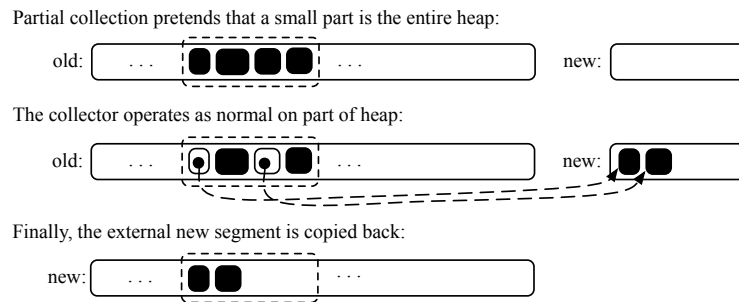 Partial collection pretends that a small part is the entire heap:
old: . . . . . . new:
The collector operates as normal on part of heap:
old: . . . . . . new:
Finally, the external new segment is copied back:
new: . . . . . .